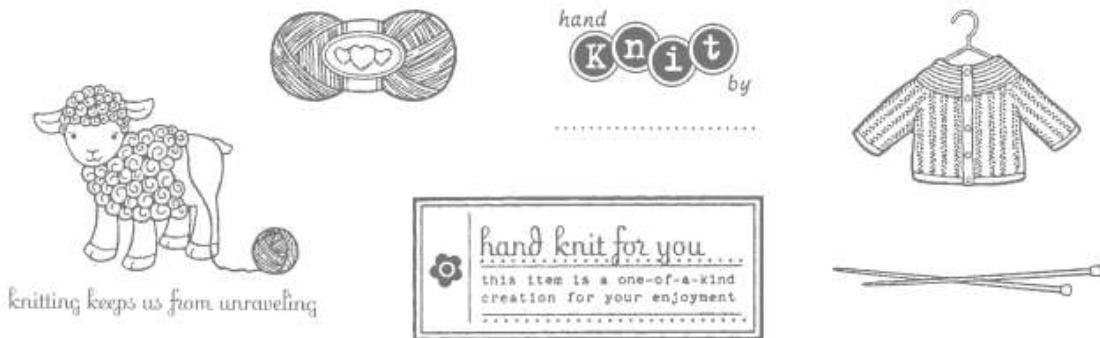 hand
Knit
by
hand knit for you
this item is a one-of-a-kind
creation for your enjoyment
knitting keeps us from unraveling